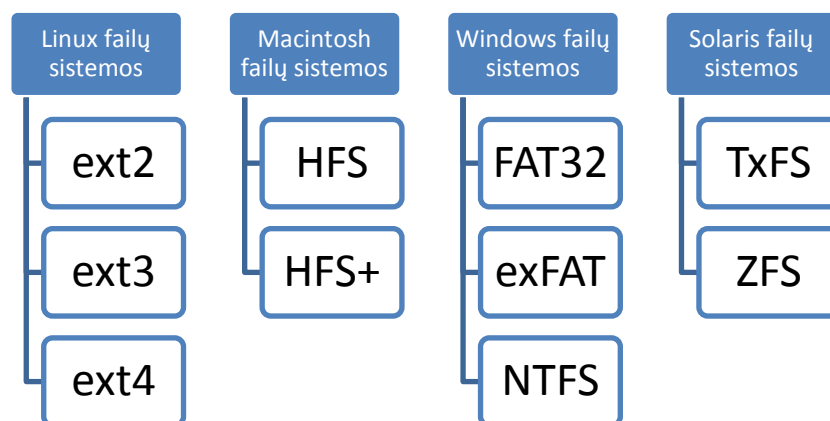 Linux failų
sistemos
ext2
ext3
ext4
Macintosh
failų sistemos
HFS
HFS+
Windows failų
sistemos
FAT32
exFAT
NTFS
Solaris failų
sistemos
TxFS
ZFS